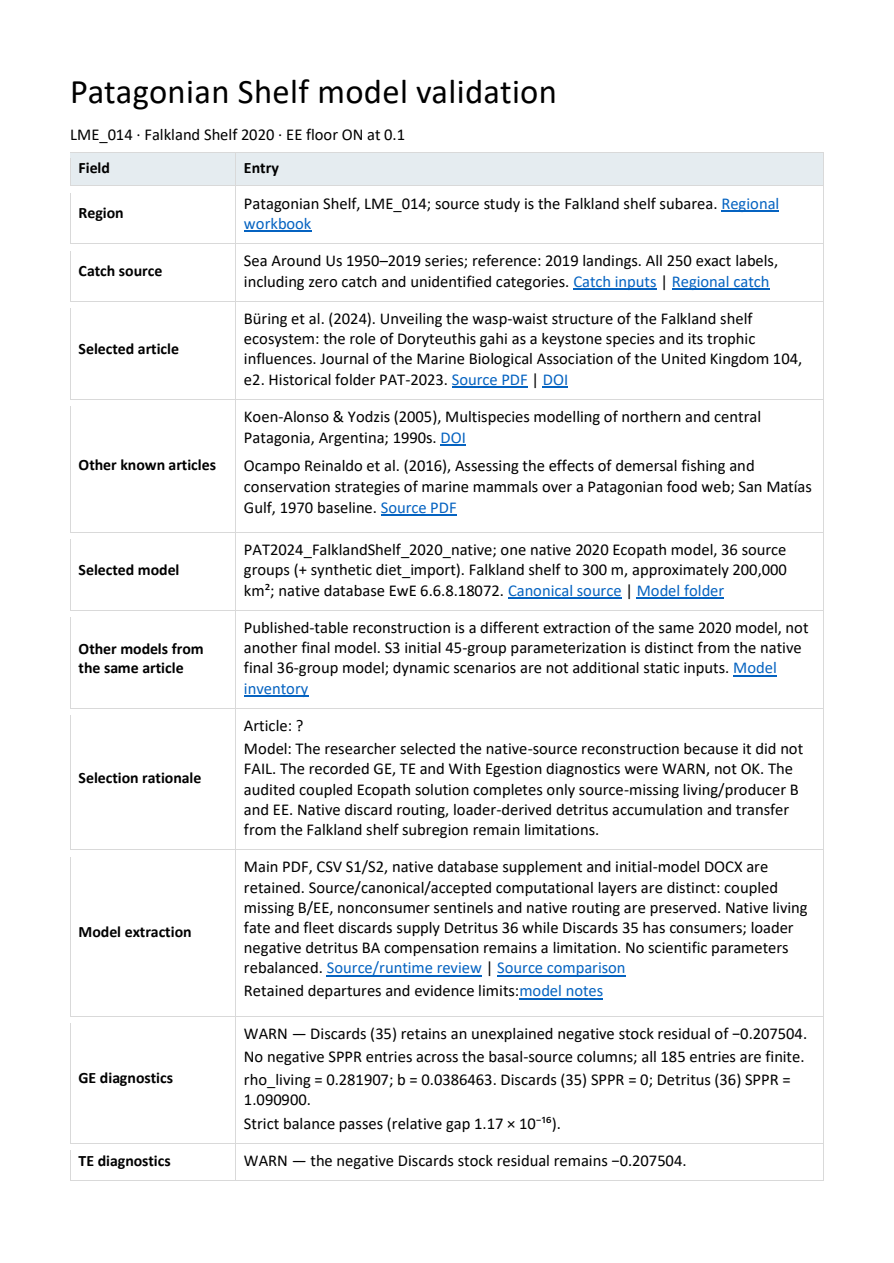 Patagonian Shelf model validation
LME_014 · Falkland Shelf 2020 · EE floor ON at 0.1
Field
Entry
Region
Patagonian Shelf, LME_014; source study is the Falkland shelf subarea. Regional
workbook
Catch source
Sea Around Us 1950–2019 series; reference: 2019 landings. All 250 exact labels,
including zero catch and unidentified categories. Catch inputs | Regional catch
Selected article
Büring et al. (2024). Unveiling the wasp-waist structure of the Falkland shelf
ecosystem: the role of Doryteuthis gahi as a keystone species and its trophic
influences. Journal of the Marine Biological Association of the United Kingdom 104,
e2. Historical folder PAT-2023. Source PDF | DOI
Other known articles
Koen-Alonso & Yodzis (2005), Multispecies modelling of northern and central
Patagonia, Argentina; 1990s. DOI
Ocampo Reinaldo et al. (2016), Assessing the effects of demersal fishing and
conservation strategies of marine mammals over a Patagonian food web; San Matías
Gulf, 1970 baseline. Source PDF
Selected model
PAT2024_FalklandShelf_2020_native; one native 2020 Ecopath model, 36 source
groups (+ synthetic diet_import). Falkland shelf to 300 m, approximately 200,000
km²; native database EwE 6.6.8.18072. Canonical source | Model folder
Other models from
the same article
Published-table reconstruction is a different extraction of the same 2020 model, not
another final model. S3 initial 45-group parameterization is distinct from the native
final 36-group model; dynamic scenarios are not additional static inputs. Model
inventory
Selection rationale
Article: ?
Model: The researcher selected the native-source reconstruction because it did not
FAIL. The recorded GE, TE and With Egestion diagnostics were WARN, not OK. The
audited coupled Ecopath solution completes only source-missing living/producer B
and EE. Native discard routing, loader-derived detritus accumulation and transfer
from the Falkland shelf subregion remain limitations.
Model extraction
Main PDF, CSV S1/S2, native database supplement and initial-model DOCX are
retained. Source/canonical/accepted computational layers are distinct: coupled
missing B/EE, nonconsumer sentinels and native routing are preserved. Native living
fate and fleet discards supply Detritus 36 while Discards 35 has consumers; loader
negative detritus BA compensation remains a limitation. No scientific parameters
rebalanced. Source/runtime review | Source comparison
Retained departures and evidence limits:model notes
GE diagnostics
WARN — Discards (35) retains an unexplained negative stock residual of −0.207504.
No negative SPPR entries across the basal-source columns; all 185 entries are finite.
rho_living = 0.281907; b = 0.0386463. Discards (35) SPPR = 0; Detritus (36) SPPR =
1.090900.
Strict balance passes (relative gap 1.17 × 10⁻¹⁶).
TE diagnostics
WARN — the negative Discards stock residual remains −0.207504.